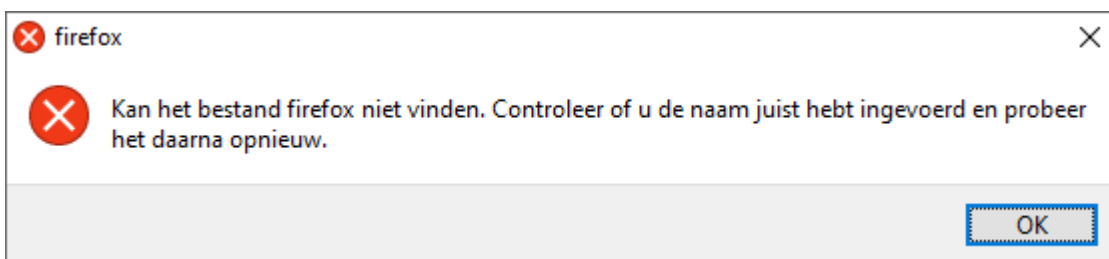 firefox
Kan het bestand firefox niet vinden. Controleer of u de naam juist hebt ingevoerd en probeer
het daarna opnieuw.
OK